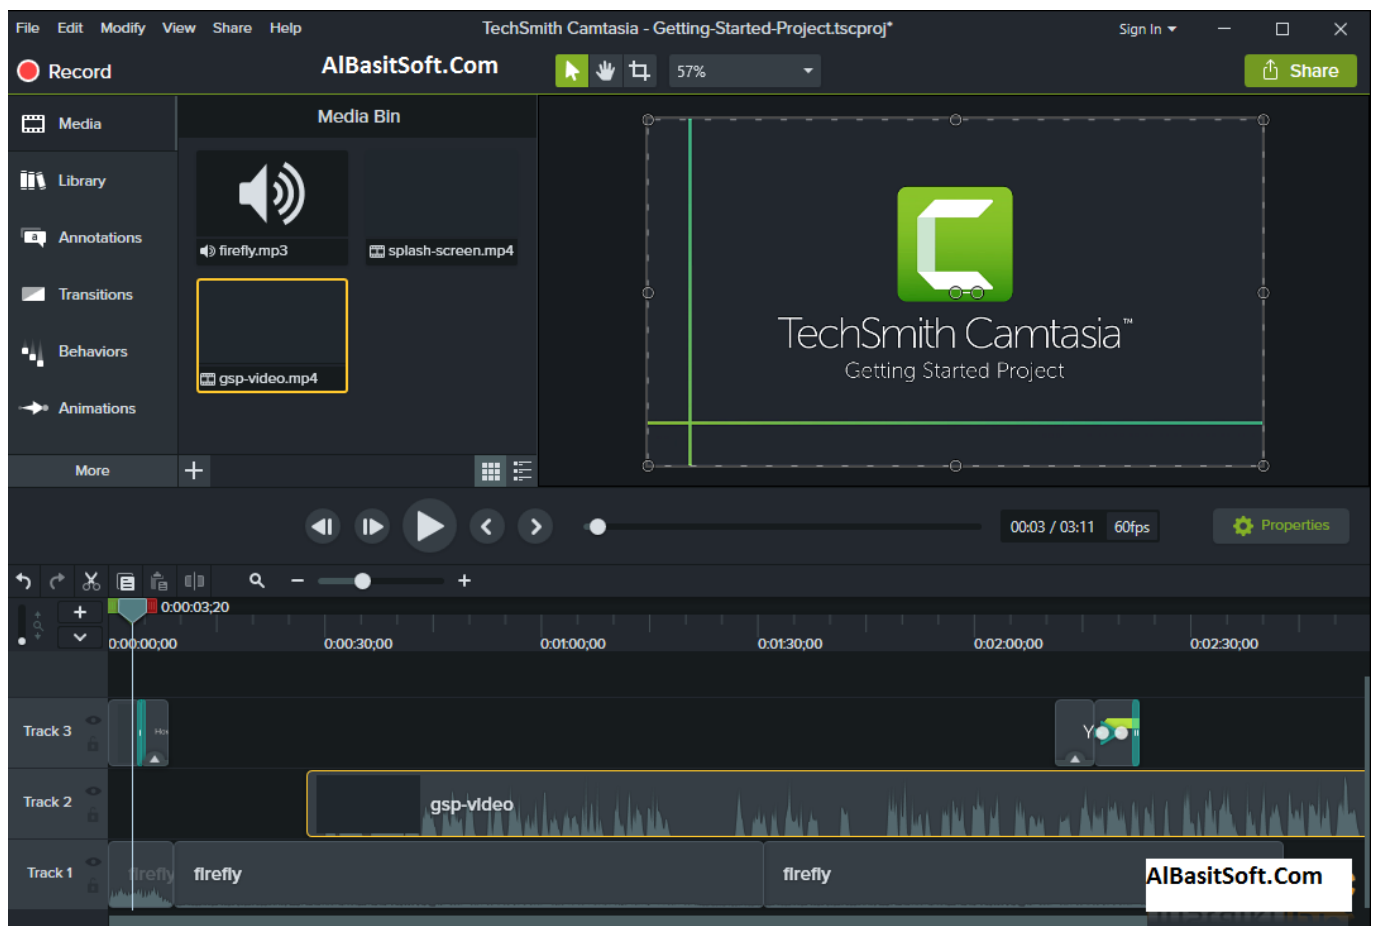 File Edit Modify View Share Help
TechSmith Camtasia - Getting-Started-Project.tscproj*
Sign In
Record
AlBasitSoft.Com
57%
Share
Media
Library
Annotations
Transitions
Behaviors
Animations
More
Media Bin
firefly.mp3
splash-screen.mp4
gsp-video.mp4
TechSmith Camtasia™
Getting Started Project
00:03 / 03:11 60fps
Properties
0:00:03;20
0:00:00;00 0:00:30;00 0:01:00;00 0:01:30;00 0:02:00;00 0:02:30;00
Track 3
Y
Track 2
gsp-video
Track 1
firefly
firefly
firefly
AlBasitSoft.Com